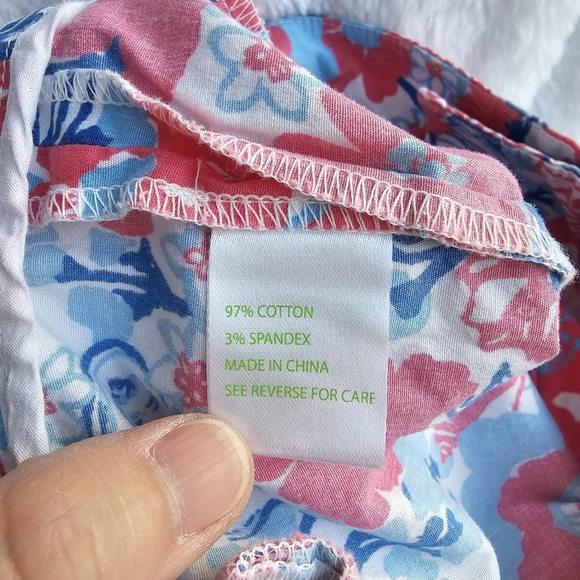 97% COTTON
3% SPANDEX
MADE IN CHINA
SEE REVERSE FOR CARE